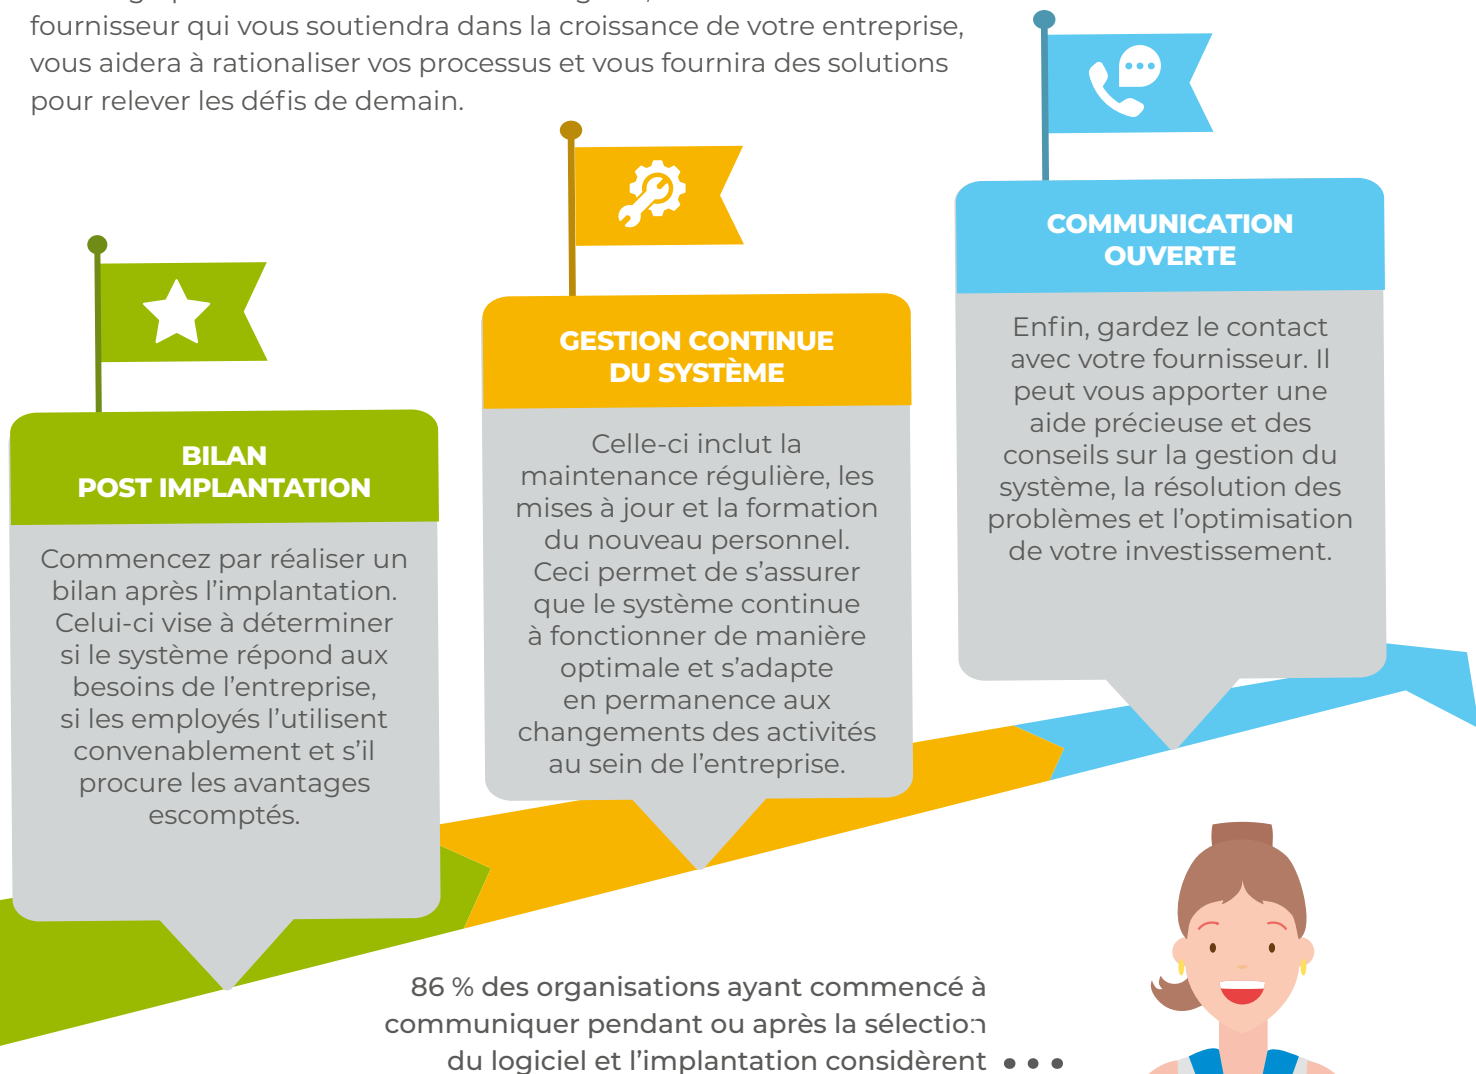 fournisseur qui vous soutiendra dans la croissance de votre entreprise,
vous aidera à rationaliser vos processus et vous fournira des solutions
pour relever les défis de demain.
BILAN
POST IMPLANTATION
Commencez par réaliser un
bilan après l’implantation.
Celui-ci vise à déterminer
si le système répond aux
besoins de l’entreprise,
si les employés l’utilisent
convenablement et s’il
procure les avantages
escomptés.
GESTION CONTINUE
DU SYSTÈME
Celle-ci inclut la
maintenance régulière, les
mises à jour et la formation
du nouveau personnel.
Ceci permet de s’assurer
que le système continue
à fonctionner de manière
optimale et s’adapte
en permanence aux
changements des activités
au sein de l’entreprise.
COMMUNICATION
OUVERTE
Enfin, gardez le contact
avec votre fournisseur. Il
peut vous apporter une
aide précieuse et des
conseils sur la gestion du
système, la résolution des
problèmes et l’optimisation
de votre investissement.
86 % des organisations ayant commencé à
communiquer pendant ou après la sélection
du logiciel et l’implantation considèrent